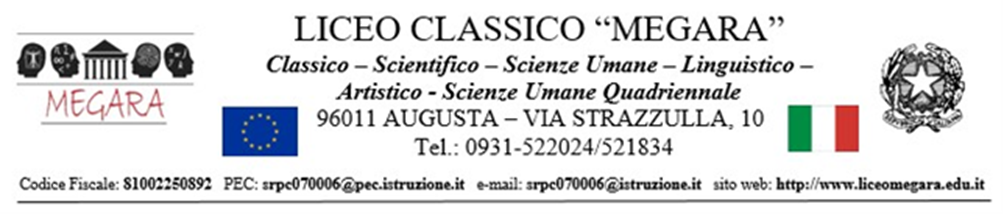 LICEO CLASSICO “MEGARA”
Classico – Scientifico – Scienze Umane – Linguistico –
Artistico - Scienze Umane Quadriennale
96011 AUGUSTA – VIA STRAZZULLA, 10
Tel.: 0931-522024/521834
MEGARA
Codice Fiscale: 81002250892 PEC: srpc070006@pec.istruzione.it e-mail: srpc070006@istruzione.it sito web: http://www.liceomegara.edu.it